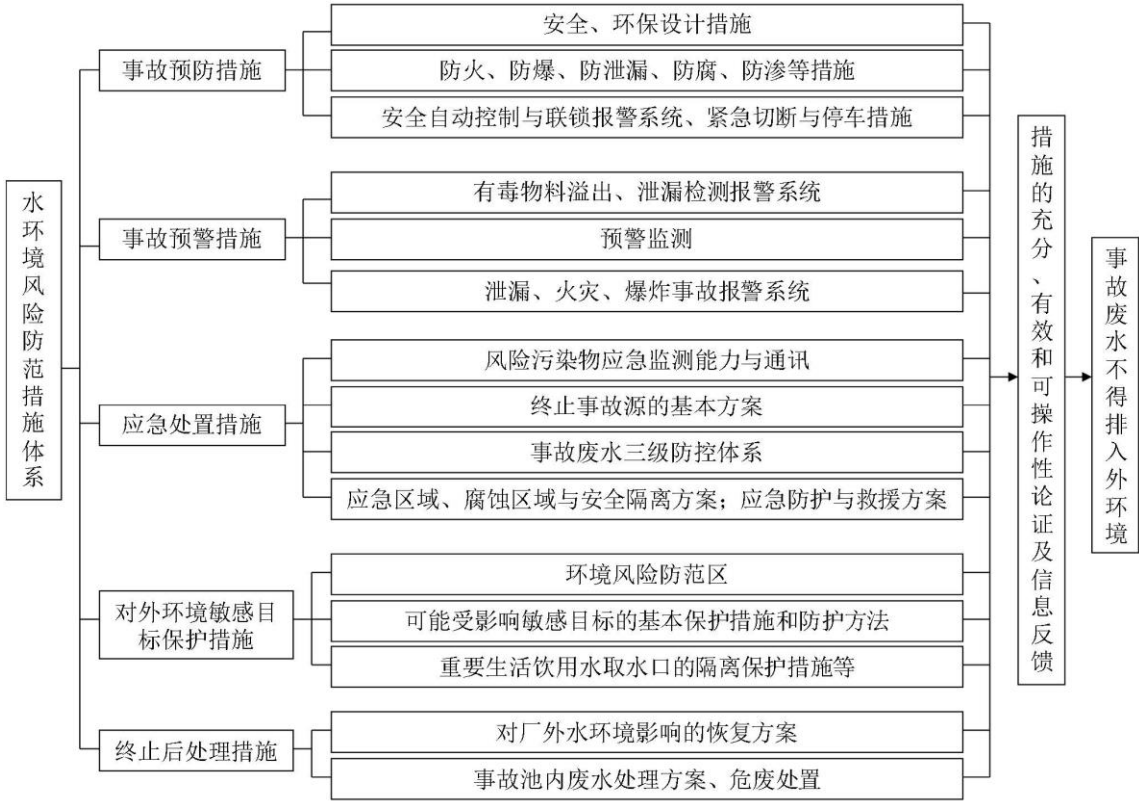 水环境风险防范措施体系
事故预防措施
安全、环保设计措施
防火、防爆、防泄漏、防腐、防渗等措施
安全自动控制与联锁报警系统、紧急切断与停车措施
事故预警措施
有毒物料溢出、泄漏检测报警系统
预警监测
泄漏、火灾、爆炸事故报警系统
应急处置措施
风险污染物应急监测能力与通讯
终止事故源的基本方案
事故废水三级防控体系
应急区域、腐蚀区域与安全隔离方案；应急防护与救援方案
对外环境敏感目
标保护措施
环境风险防范区
可能受影响敏感目标的基本保护措施和防护方法
重要生活饮用水取水口的隔离保护措施等
终止后处理措施
对厂外水环境影响的恢复方案
事故池内废水处理方案、危废处置
措施的充分、有效和可操作性论证及信息反馈
事故废水不得排入外环境